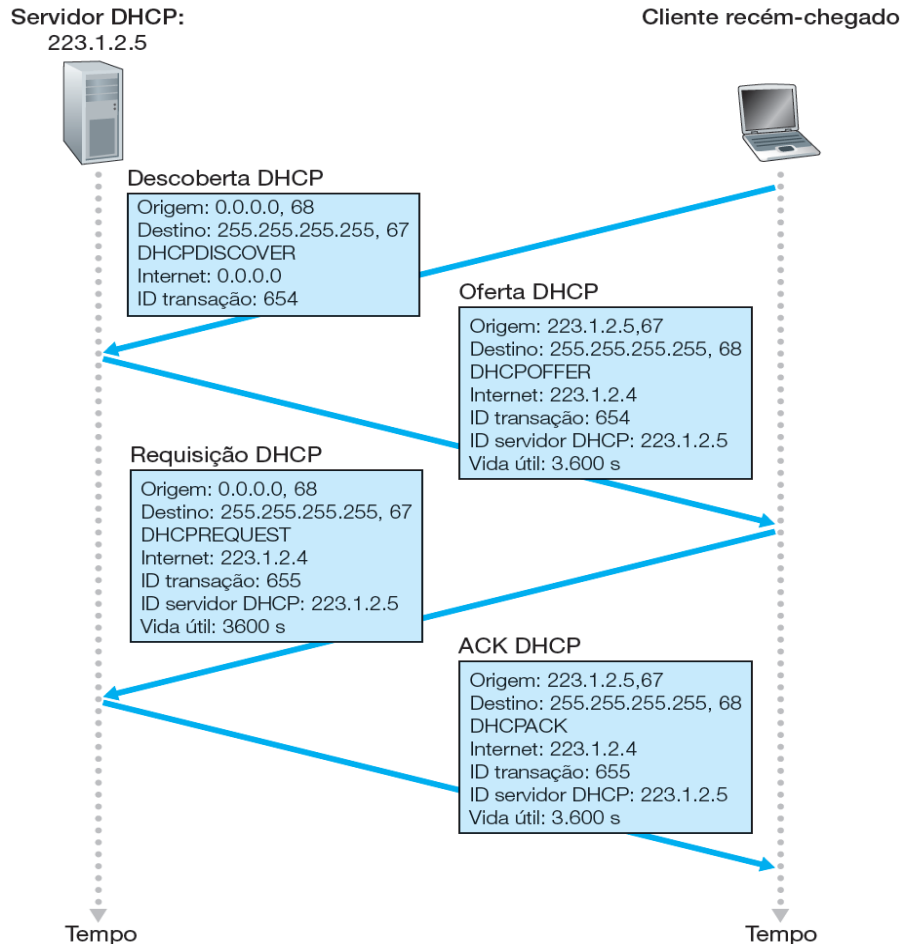 Servidor DHCP:
223.1.2.5
Cliente recém-chegado
Descoberta DHCP
Origem: 0.0.0.0, 68
Destino: 255.255.255.255, 67
DHCPDISCOVER
Internet: 0.0.0.0
ID transação: 654
Oferta DHCP
Origem: 223.1.2.5,67
Destino: 255.255.255.255, 68
DHCPOFFER
Internet: 223.1.2.4
ID transação: 654
ID servidor DHCP: 223.1.2.5
Vida útil: 3.600 s
Requisição DHCP
Origem: 0.0.0.0, 68
Destino: 255.255.255.255, 67
DHCPREQUEST
Internet: 223.1.2.4
ID transação: 655
ID servidor DHCP: 223.1.2.5
Vida útil: 3600 s
ACK DHCP
Origem: 223.1.2.5,67
Destino: 255.255.255.255, 68
DHCPACK
Internet: 223.1.2.4
ID transação: 655
ID servidor DHCP: 223.1.2.5
Vida útil: 3.600 s
Tempo
Tempo